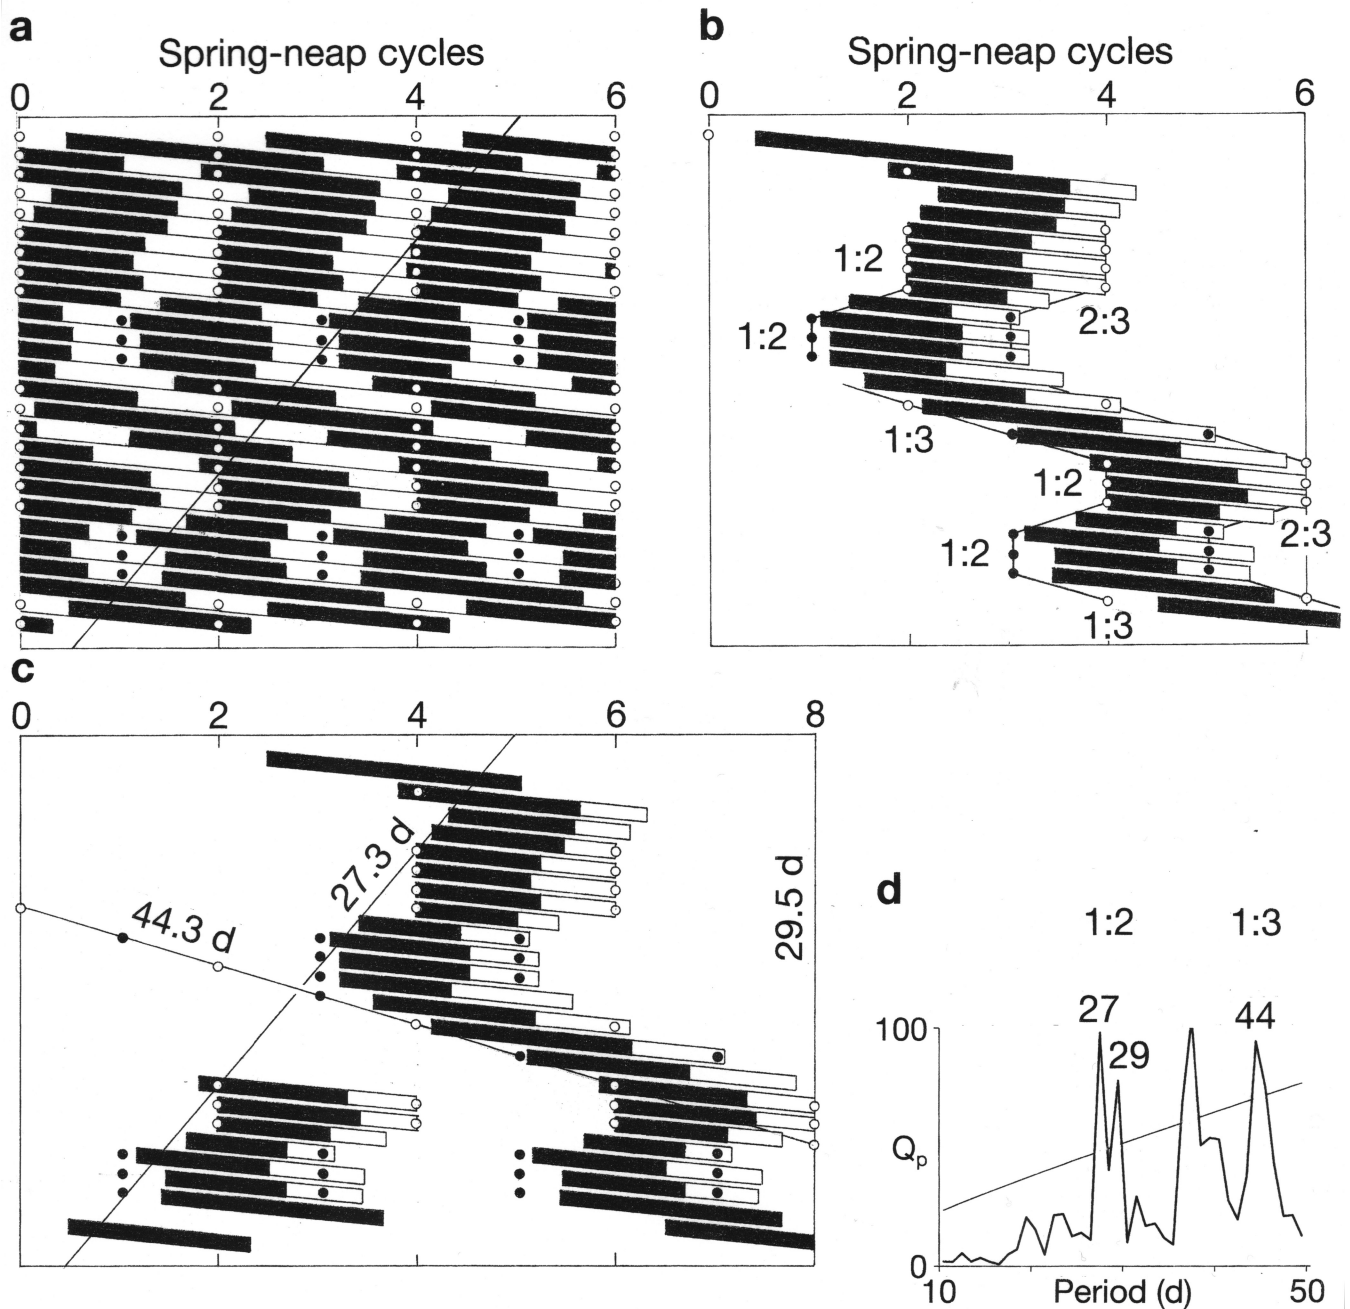 a
Spring-neap cycles
0 2 4 6
b
Spring-neap cycles
0 2 4 6
1:2
1:2
2:3
1:3
1:2
1:2
2:3
1:3
c
0 2 4 6 8
44.3 d
27.3 d
29.5 d
d
1:2 1:3
27
29
44
100
Qp
0
10 Period (d) 50